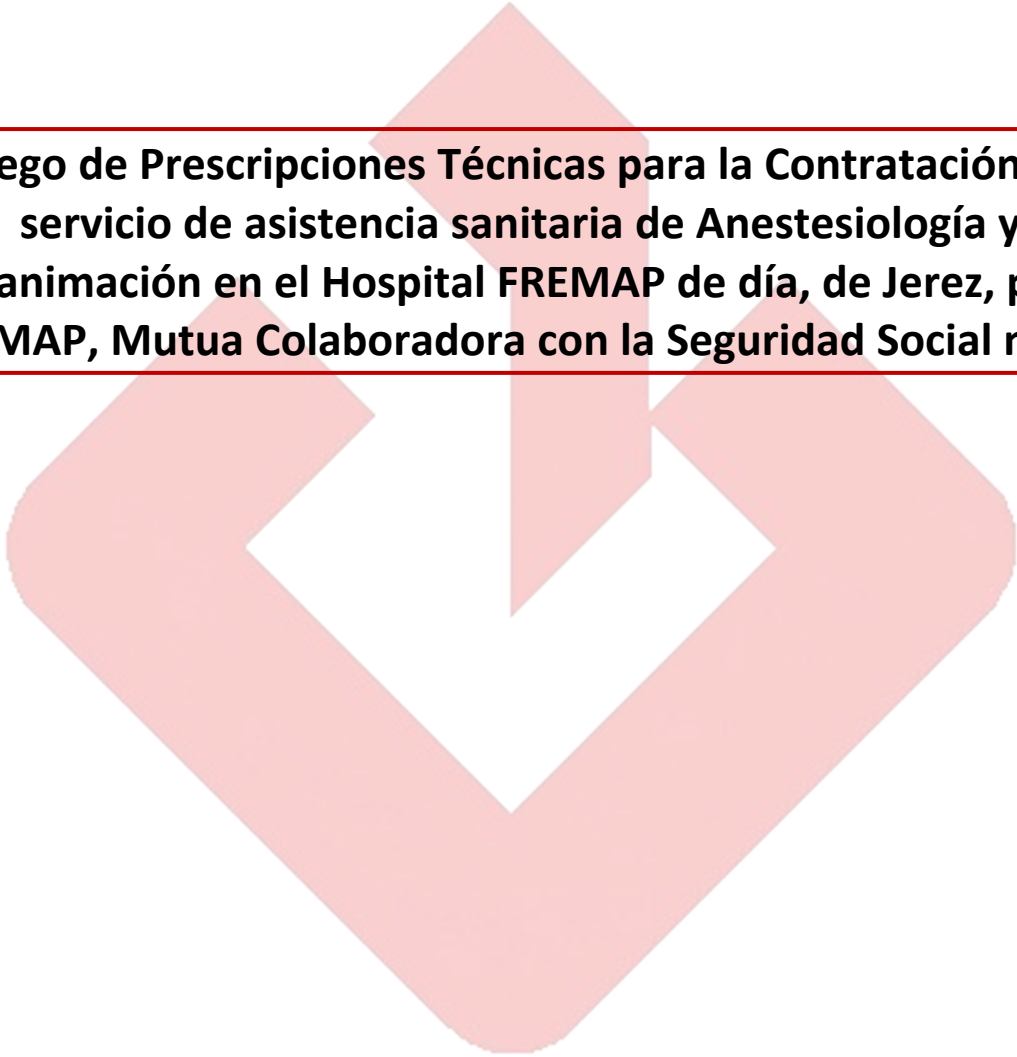 ego de Prescripciones Técnicas para la Contratación
servicio de asistencia sanitaria de Anestesiología y
animación en el Hospital FREMAP de día, de Jerez, p
MAP, Mutua Colaboradora con la Seguridad Social n